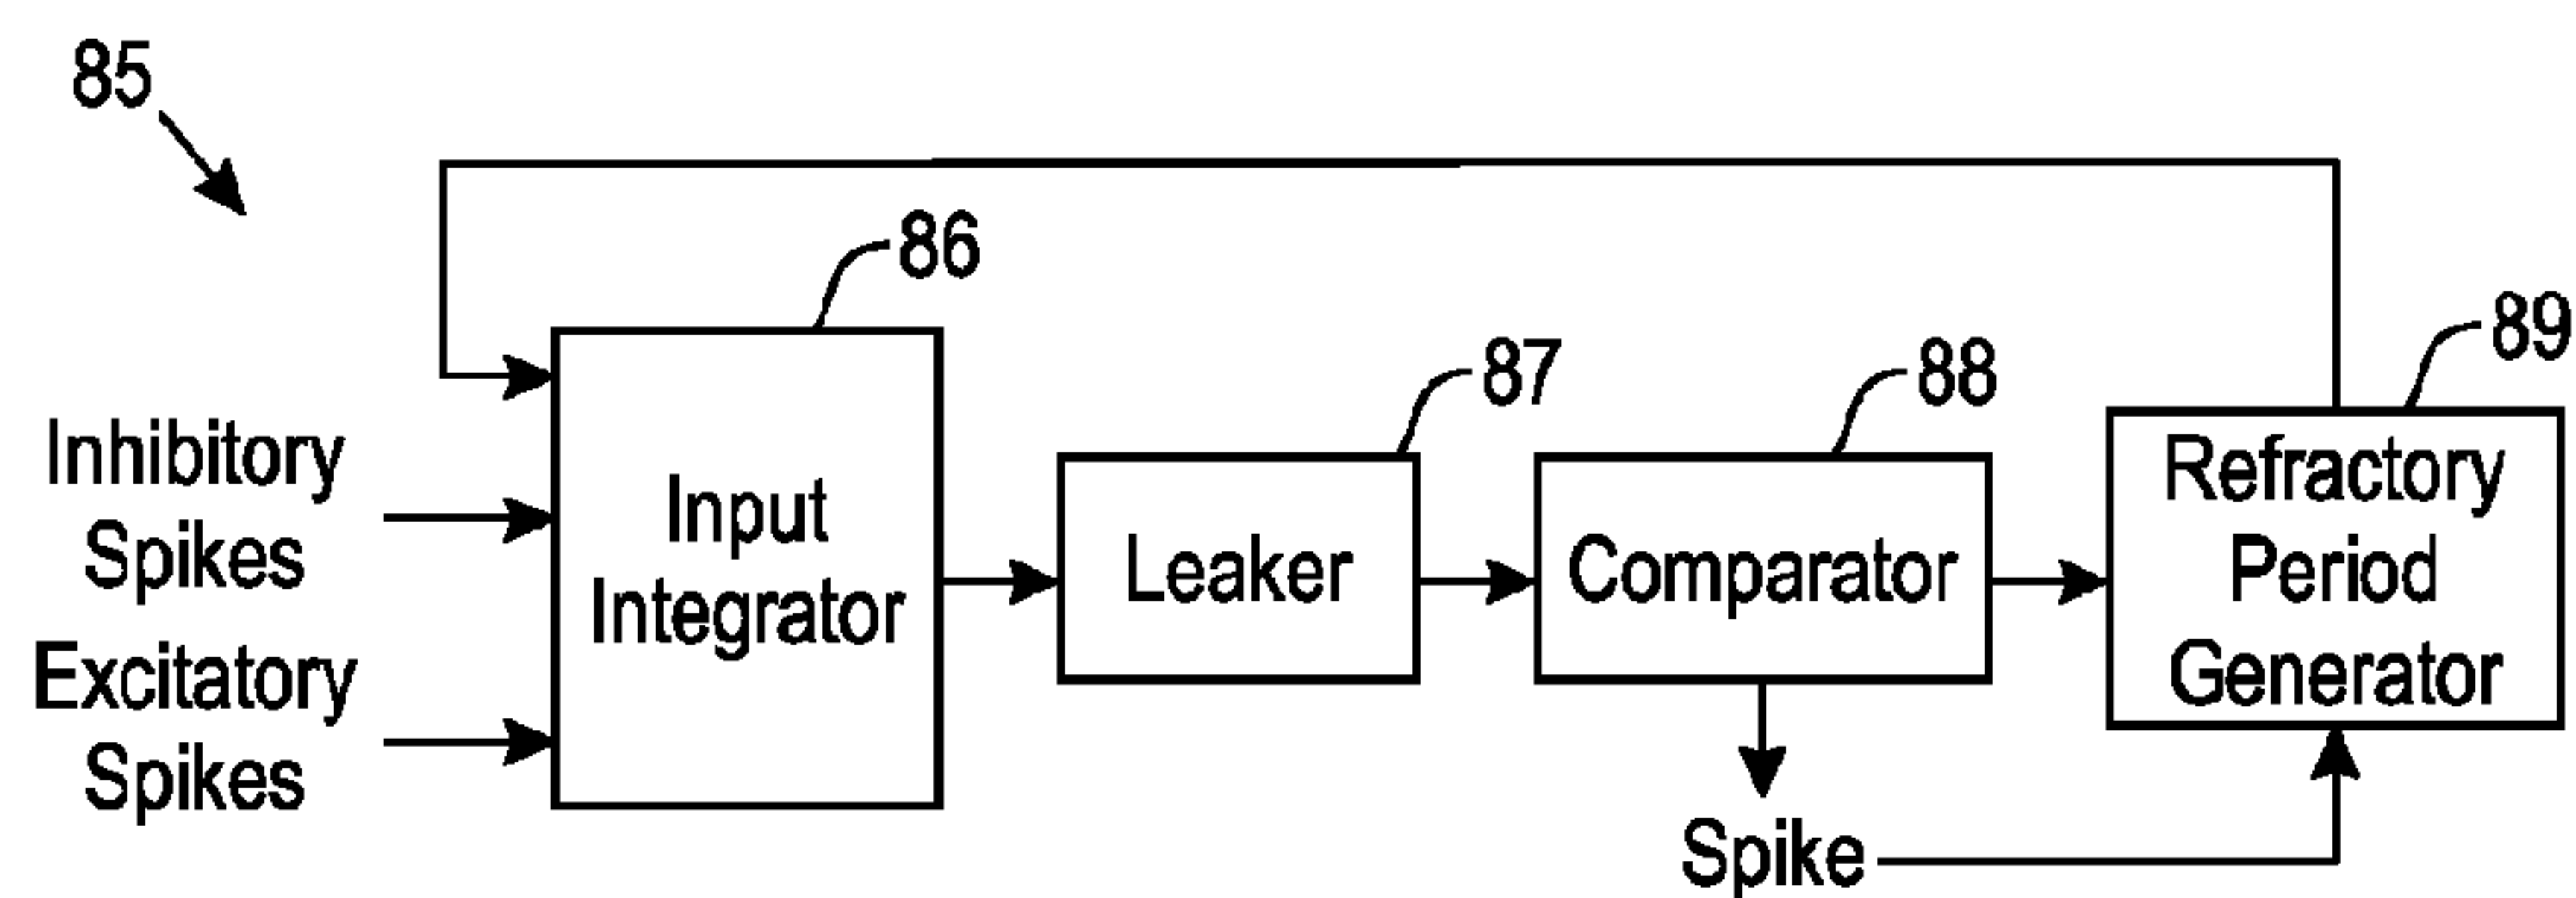 85
86
87
88
89
Inhibitory
Spikes
Excitatory
Spikes
Input
Integrator
Leaker
Comparator
Refractory
Period
Generator
Spike